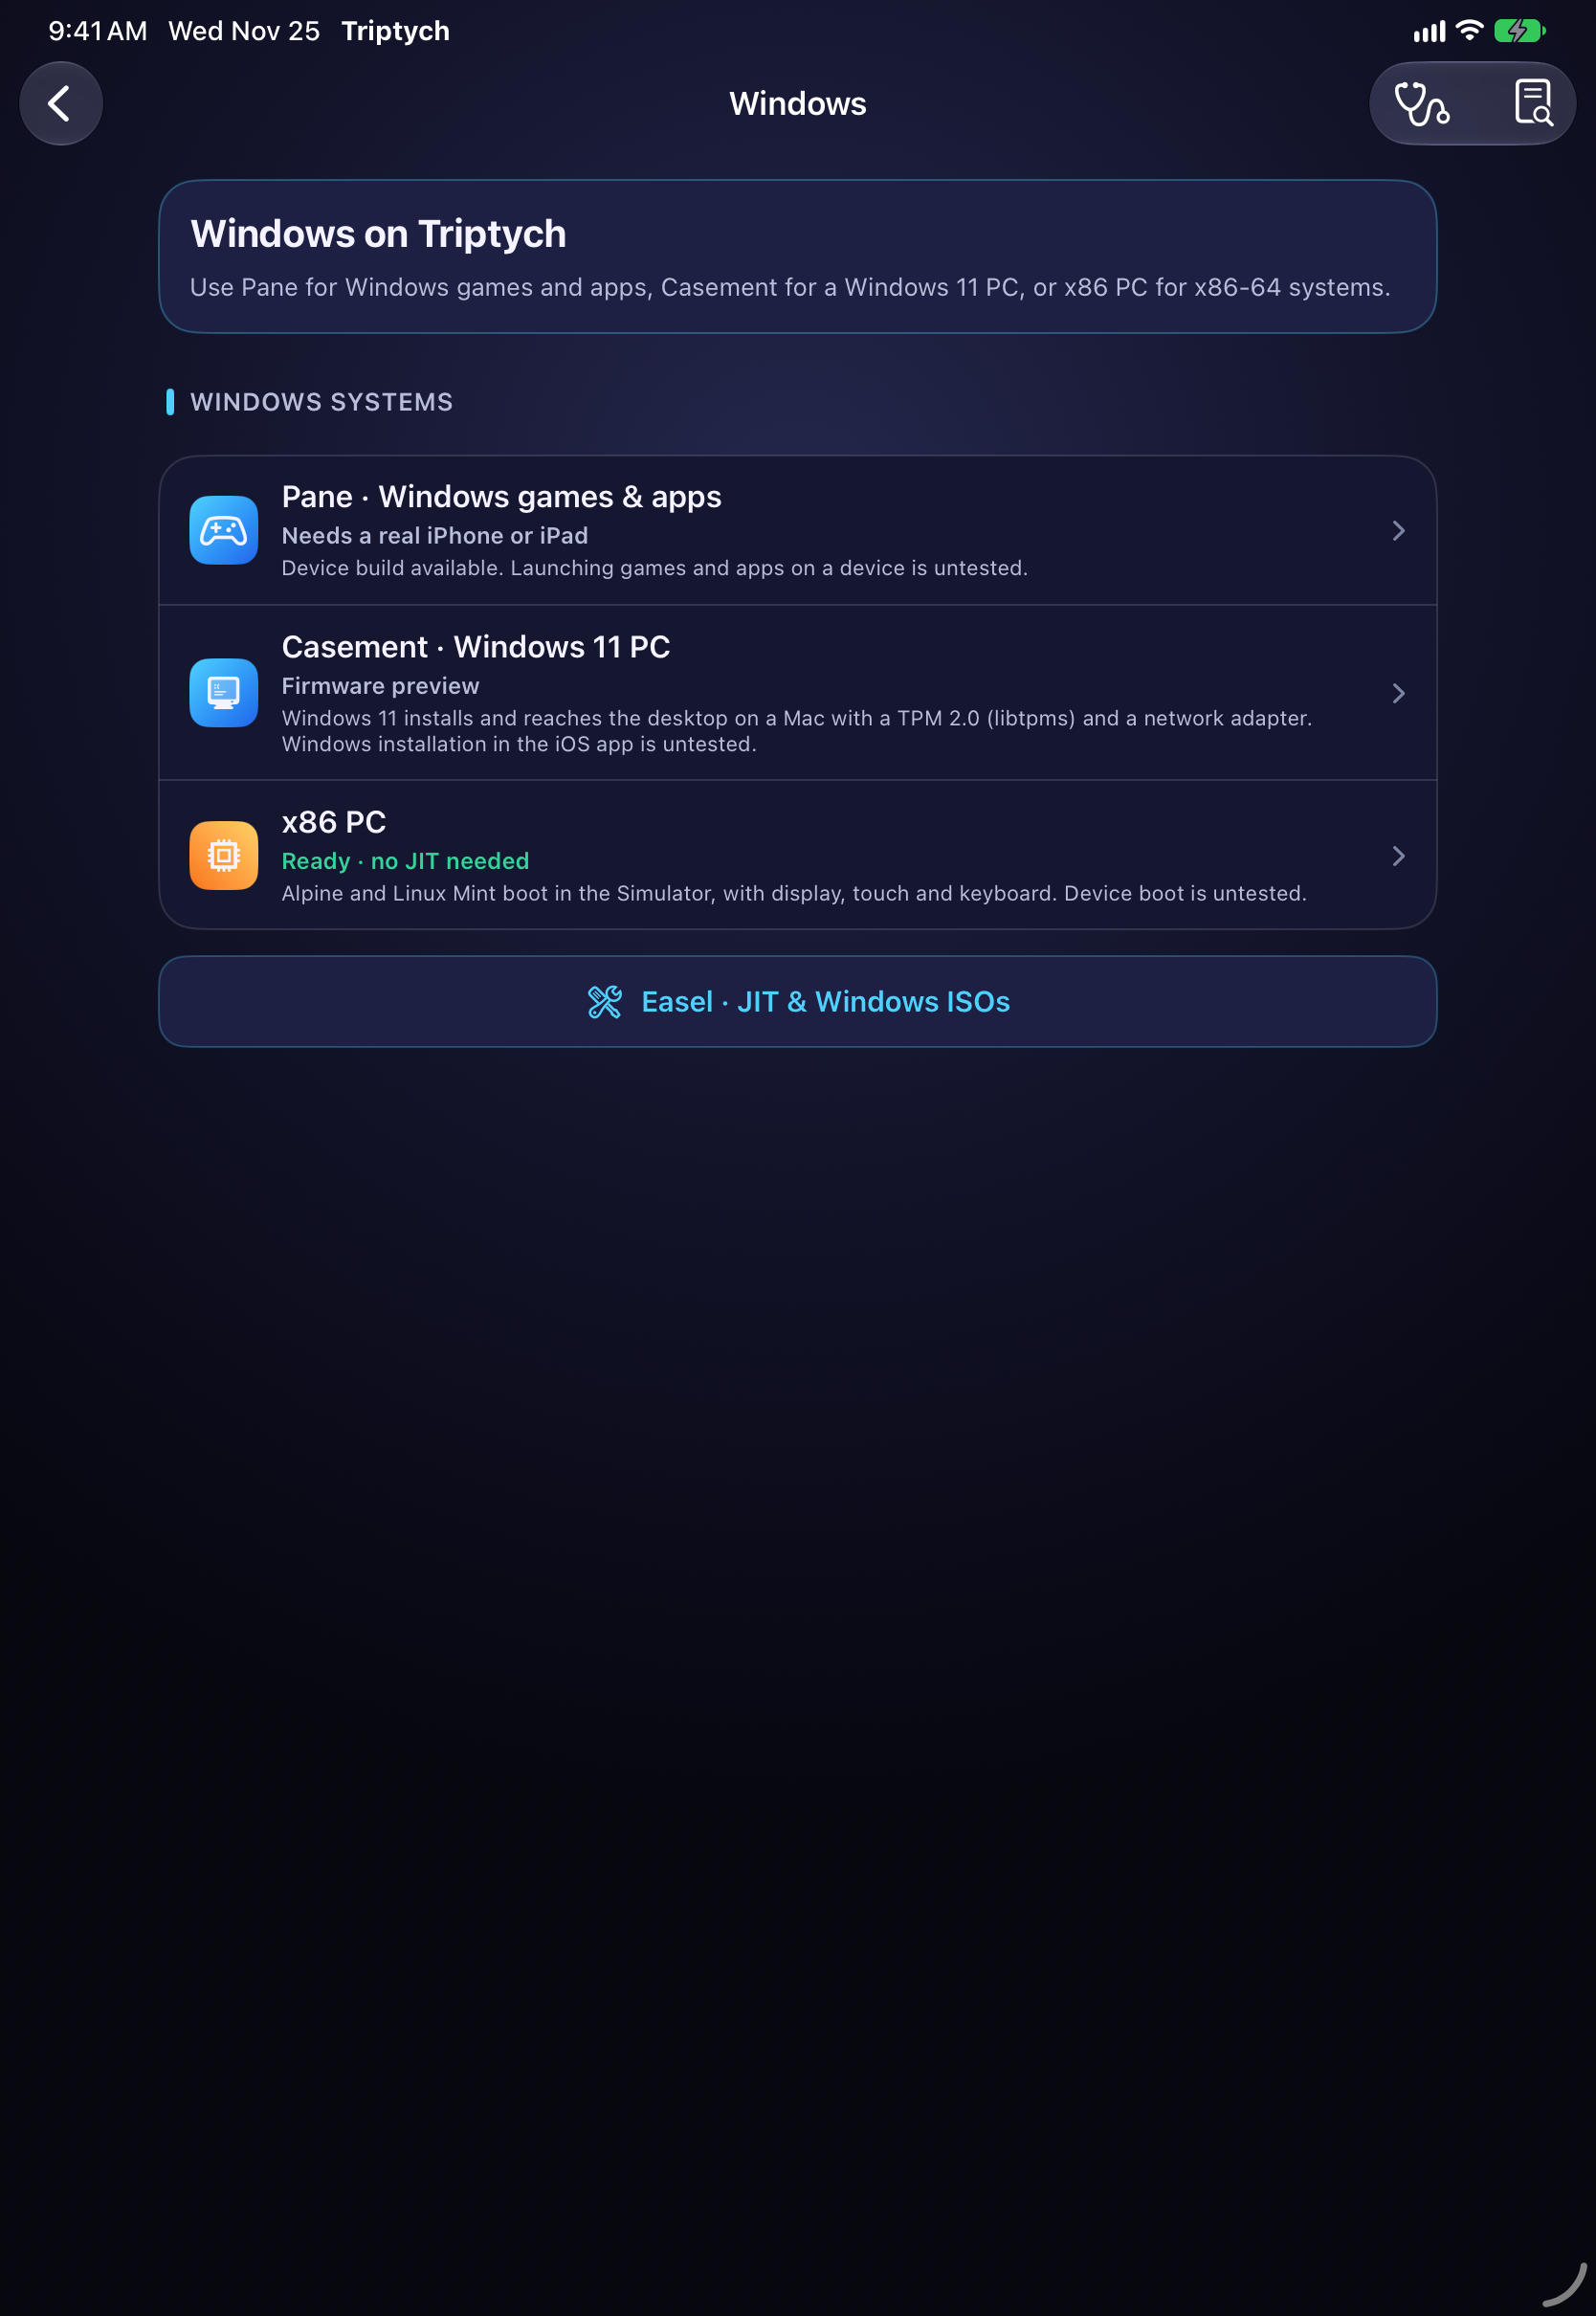 9:41 AM Wed Nov 25 Triptych
Windows
Windows on Triptych
Use Pane for Windows games and apps, Casement for a Windows 11 PC, or x86 PC for x86-64 systems.
WINDOWS SYSTEMS
Pane · Windows games & apps
Needs a real iPhone or iPad
Device build available. Launching games and apps on a device is untested.
Casement · Windows 11 PC
Firmware preview
Windows 11 installs and reaches the desktop on a Mac with a TPM 2.0 (libtpms) and a network adapter.
Windows installation in the iOS app is untested.
x86 PC
Ready · no JIT needed
Alpine and Linux Mint boot in the Simulator, with display, touch and keyboard. Device boot is untested.
Easel · JIT & Windows ISOs